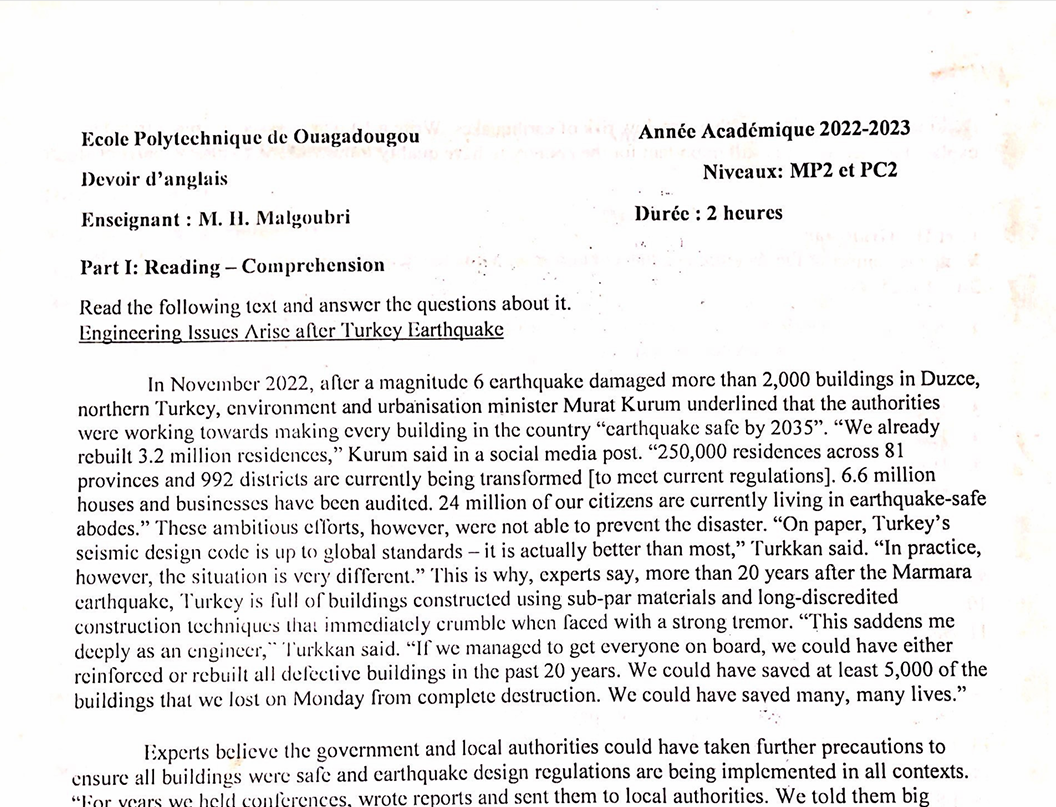 Ecole Polytechnique de Ouagadougou
Année Académique 2022-2023
Devoir d'anglais
Niveaux: MP2 et PC2
Enseignant : M. H. Malgoubri
Durée : 2 heures
Part I: Reading – Comprehension
Read the following text and answer the questions about it.
Engineering Issues Arise after Turkey Earthquake
In November 2022, after a magnitude 6 earthquake damaged more than 2,000 buildings in Duzce,
northern Turkey, environment and urbanisation minister Murat Kurum underlined that the authorities
were working towards making every building in the country “earthquake safe by 2035”. “We already
rebuilt 3.2 million residences,” Kurum said in a social media post. “250,000 residences across 81
provinces and 992 districts are currently being transformed [to meet current regulations]. 6.6 million
houses and businesses have been audited. 24 million of our citizens are currently living in earthquake-safe
abodes.” These ambitious efforts, however, were not able to prevent the disaster. “On paper, Turkey’s
seismic design code is up to global standards – it is actually better than most,” Turkkan said. “In practice,
however, the situation is very different.” This is why, experts say, more than 20 years after the Marmara
earthquake, Turkey is full of buildings constructed using sub-par materials and long-discredited
construction techniques that immediately crumble when faced with a strong tremor. “This saddens me
deeply as an engineer,” Turkkan said. “If we managed to get everyone on board, we could have either
reinforced or rebuilt all defective buildings in the past 20 years. We could have saved at least 5,000 of the
buildings that we lost on Monday from complete destruction. We could have saved many, many lives.”
Experts believe the government and local authorities could have taken further precautions to
ensure all buildings were safe and earthquake design regulations are being implemented in all contexts.
“For years we held conferences, wrote reports and sent them to local authorities. We told them big